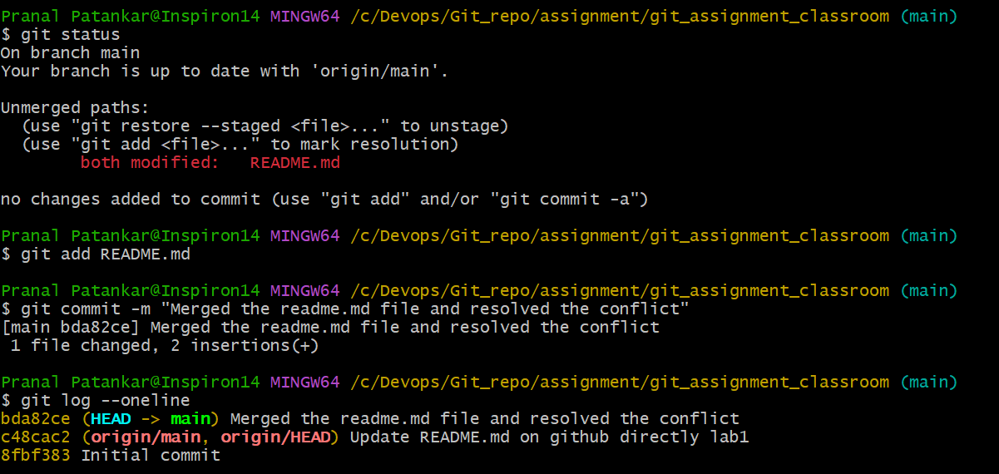 Pranal Patankar@Inspiron14 MINGW64 /c/Devops/Git_repo/assignment/git_assignment_classroom (main)
$ git status
On branch main
Your branch is up to date with 'origin/main'.
Unmerged paths:
(use "git restore --staged <file>..." to unstage)
(use "git add <file>..." to mark resolution)
both modified: README.md
no changes added to commit (use "git add" and/or "git commit -a")
Pranal Patankar@Inspiron14 MINGW64 /c/Devops/Git_repo/assignment/git_assignment_classroom (main)
$ git add README.md
Pranal Patankar@Inspiron14 MINGW64 /c/Devops/Git_repo/assignment/git_assignment_classroom (main)
$ git commit -m "Merged the readme.md file and resolved the conflict"
[main bda82ce] Merged the readme.md file and resolved the conflict
1 file changed, 2 insertions(+)
Pranal Patankar@Inspiron14 MINGW64 /c/Devops/Git_repo/assignment/git_assignment_classroom (main)
$ git log --oneline
bda82ce (HEAD -> main) Merged the readme.md file and resolved the conflict
c48cac2 (origin/main, origin/HEAD) Update README.md on github directly lab1
8fbf383 Initial commit